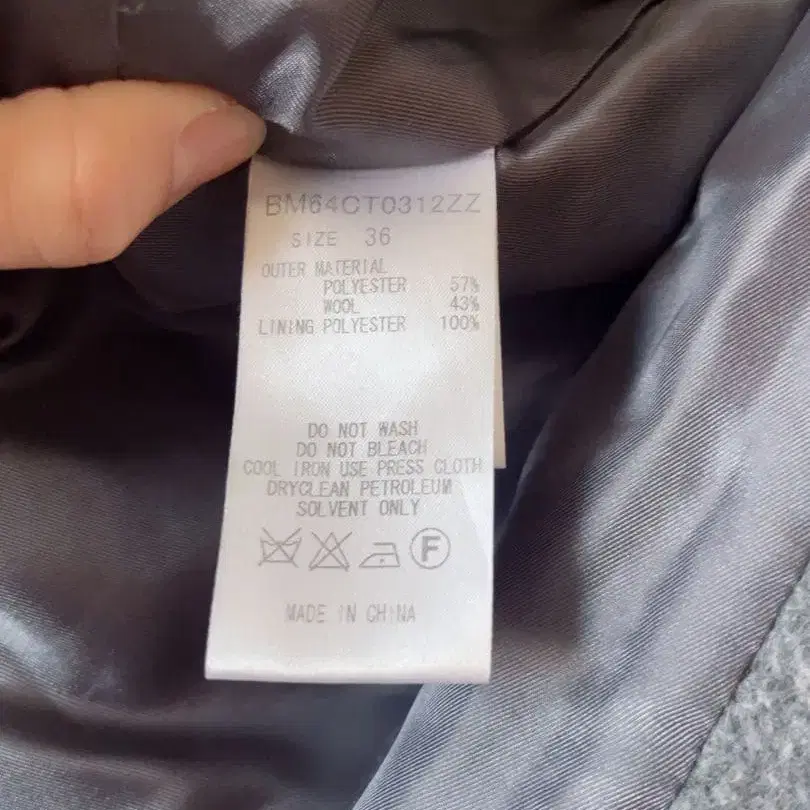 BM64CT0312ZZ
SIZE 36
OUTER MATERIAL
POLYESTER 57%
WOOL 43%
LINING POLYESTER 100%
DO NOT WASH
DO NOT BLEACH
COOL IRON USE PRESS CLOTH
DRYCLEAN PETROLEUM
SOLVENT ONLY
F
MADE IN CHINA